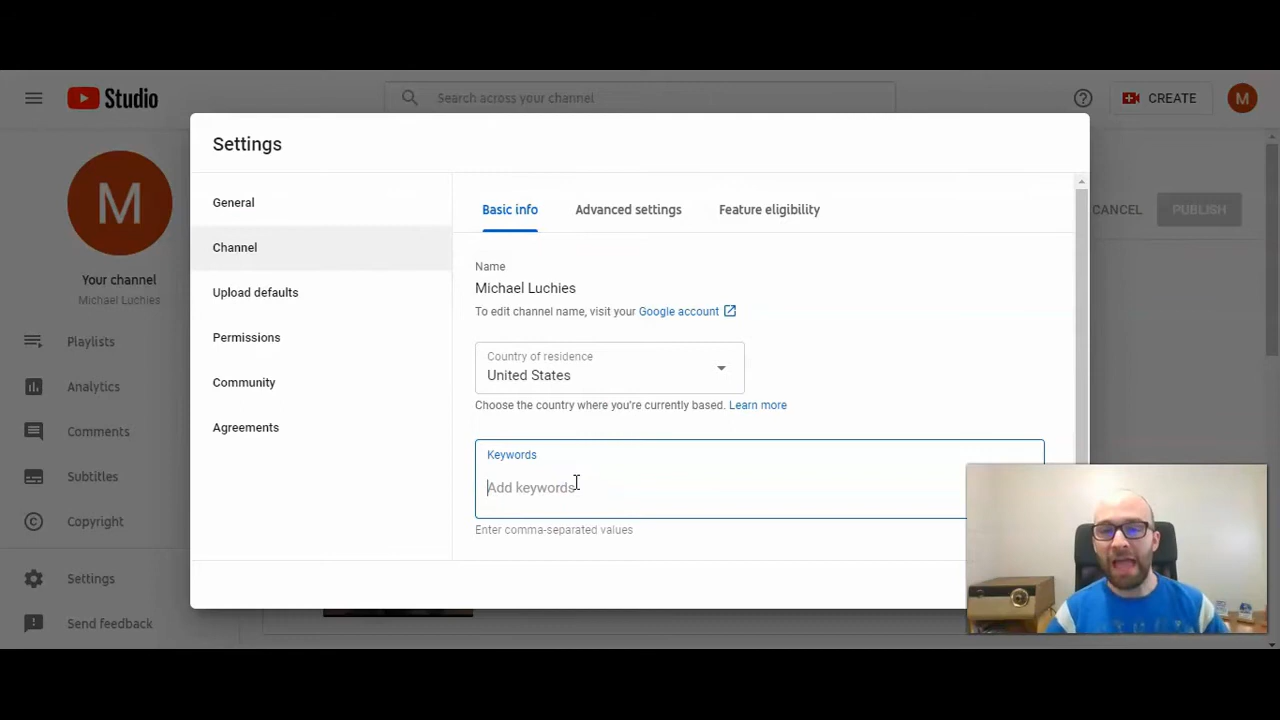 Studio
Search across your channel
CREATE
M
M
Your channel
Michael Luchies
Playlists
Analytics
Comments
Subtitles
Copyright
Settings
Send feedback
CANCEL
PUBLISH
Settings
General
Channel
Upload defaults
Permissions
Community
Agreements
Basic info
Advanced settings
Feature eligibility
Name
Michael Luchies
To edit channel name, visit your Google account
Country of residence
United States
Choose the country where you're currently based. Learn more
Keywords
Add keywords
Enter comma-separated values